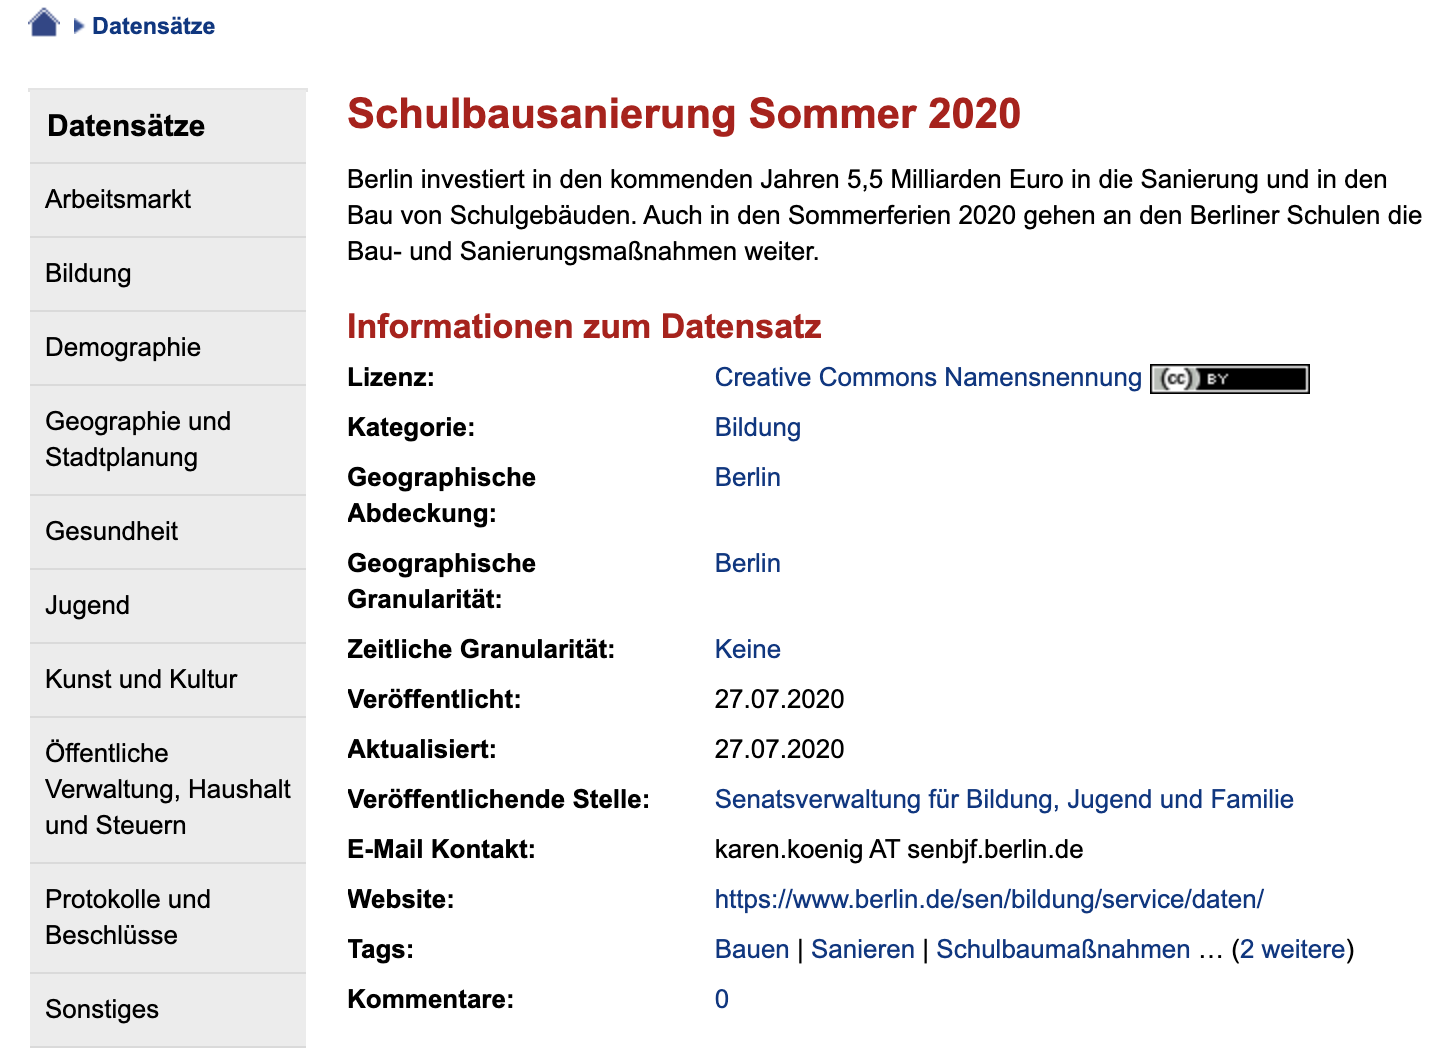 Datensätze
Datensätze
Arbeitsmarkt
Bildung
Demographie
Geographie und
Stadtplanung
Gesundheit
Jugend
Kunst und Kultur
Öffentliche
Verwaltung, Haushalt
und Steuern
Protokolle und
Beschlüsse
Sonstiges
Schulbausanierung Sommer 2020
Berlin investiert in den kommenden Jahren 5,5 Milliarden Euro in die Sanierung und in den
Bau von Schulgebäuden. Auch in den Sommerferien 2020 gehen an den Berliner Schulen die
Bau- und Sanierungsmaßnahmen weiter.
Informationen zum Datensatz
Lizenz: Creative Commons Namensnennung (cc) BY
Kategorie: Bildung
Geographische Berlin
Abdeckung:
Geographische Berlin
Granularität:
Zeitliche Granularität: Keine
Veröffentlicht: 27.07.2020
Aktualisiert: 27.07.2020
Veröffentlichende Stelle: Senatsverwaltung für Bildung, Jugend und Familie
E-Mail Kontakt: karen.koenig AT senbjf.berlin.de
Website: https://www.berlin.de/sen/bildung/service/daten/
Tags: Bauen | Sanieren | Schulbaumaßnahmen … (2 weitere)
Kommentare: 0